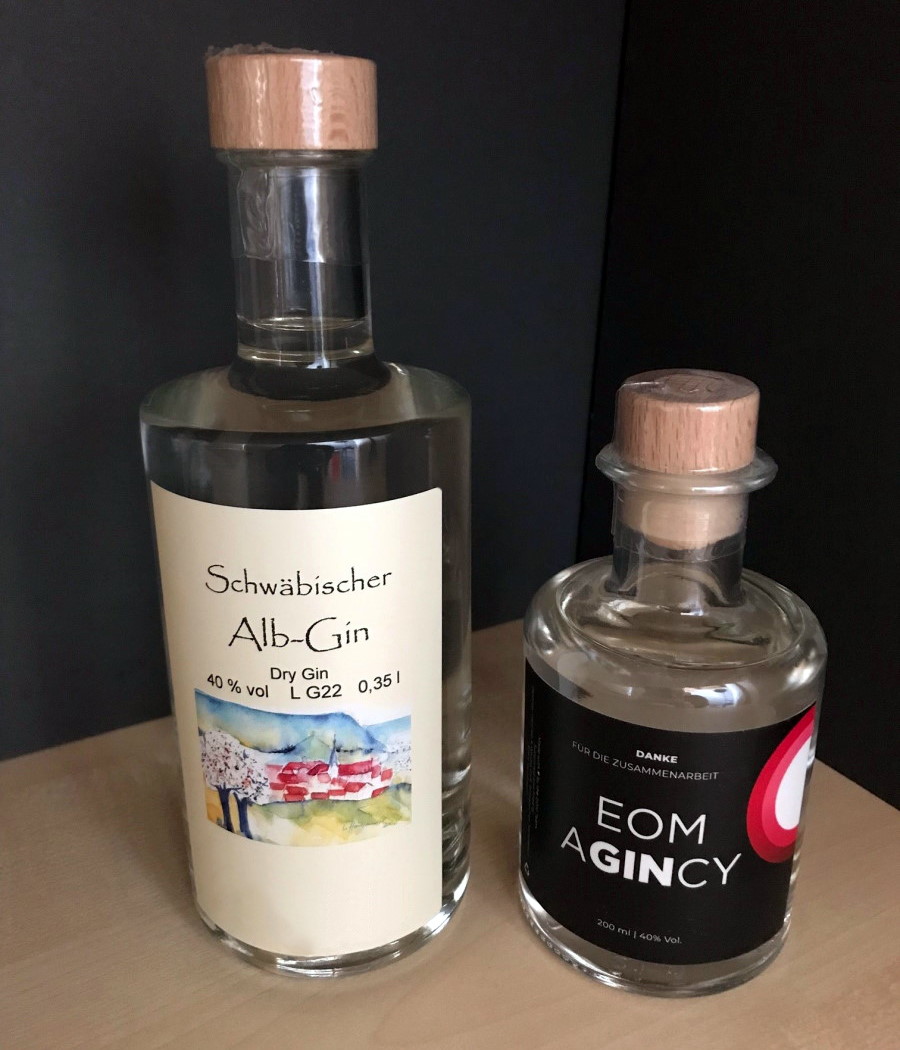 Schwäbischer
Alb-Gin
Dry Gin
40 % vol L G22 0,35 l
DANKE
FÜR DIE ZUSAMMENARBEIT
EOM
AGINCY
200 ml | 40% Vol.